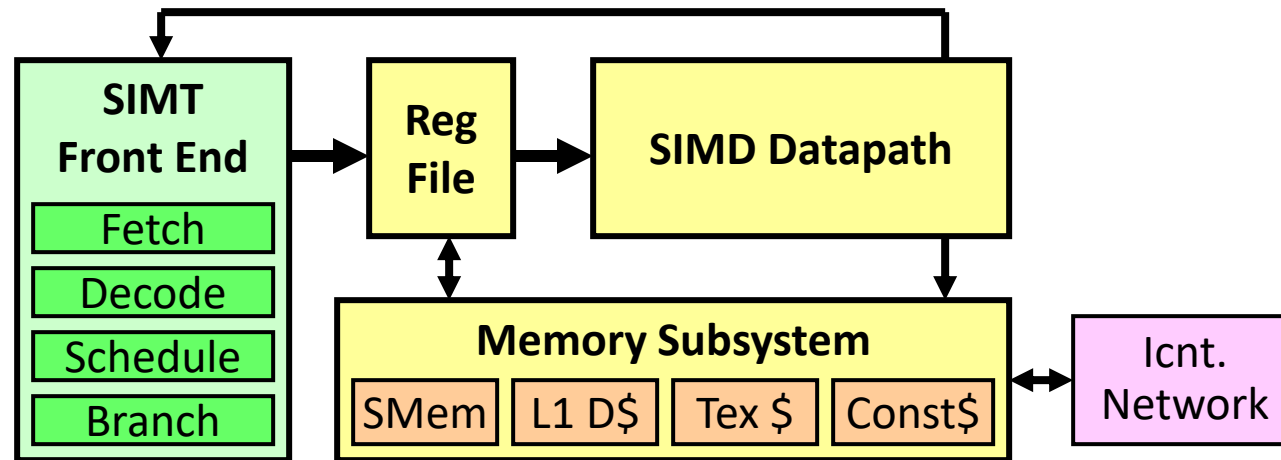 SIMT
Front End
Fetch
Decode
Schedule
Branch
Reg
File
SIMD Datapath
Memory Subsystem
SMem
L1 D$
Tex $
Const$
Icnt.
Network